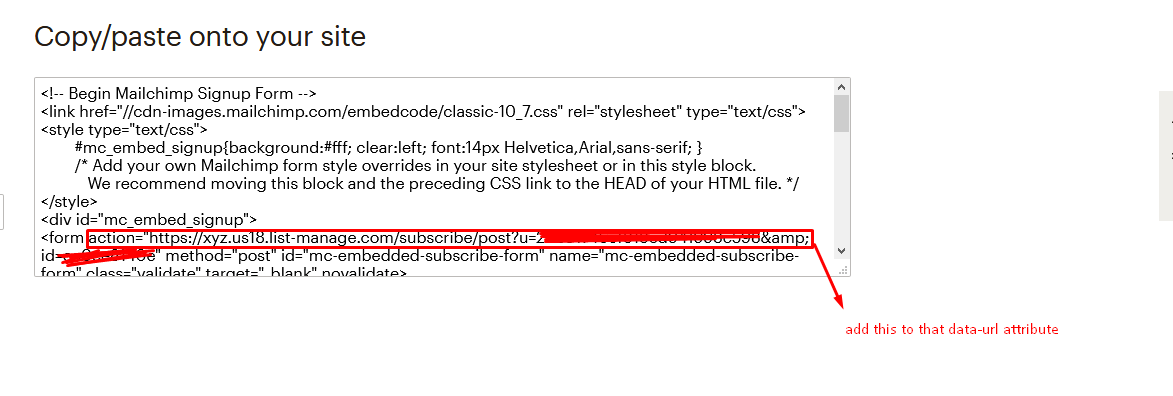 Copy/paste onto your site
<!-- Begin Mailchimp Signup Form -->
<link href="//cdn-images.mailchimp.com/embedcode/classic-10_7.css" rel="stylesheet" type="text/css">
<style type="text/css">
#mc_embed_signup{background:#fff; clear:left; font:14px Helvetica,Arial,sans-serif; }
/* Add your own Mailchimp form style overrides in your site stylesheet or in this style block.
We recommend moving this block and the preceding CSS link to the HEAD of your HTML file. */
</style>
<div id="mc_embed_signup">
<form action="https://xyz.us18.list-manage.com/subscribe/post?u= &amp;
method="post" id="mc-embedded-subscribe-form" name="mc-embedded-subscribe-
form" class="validate" target="_blank" novalidate>
add this to that data-url attribute